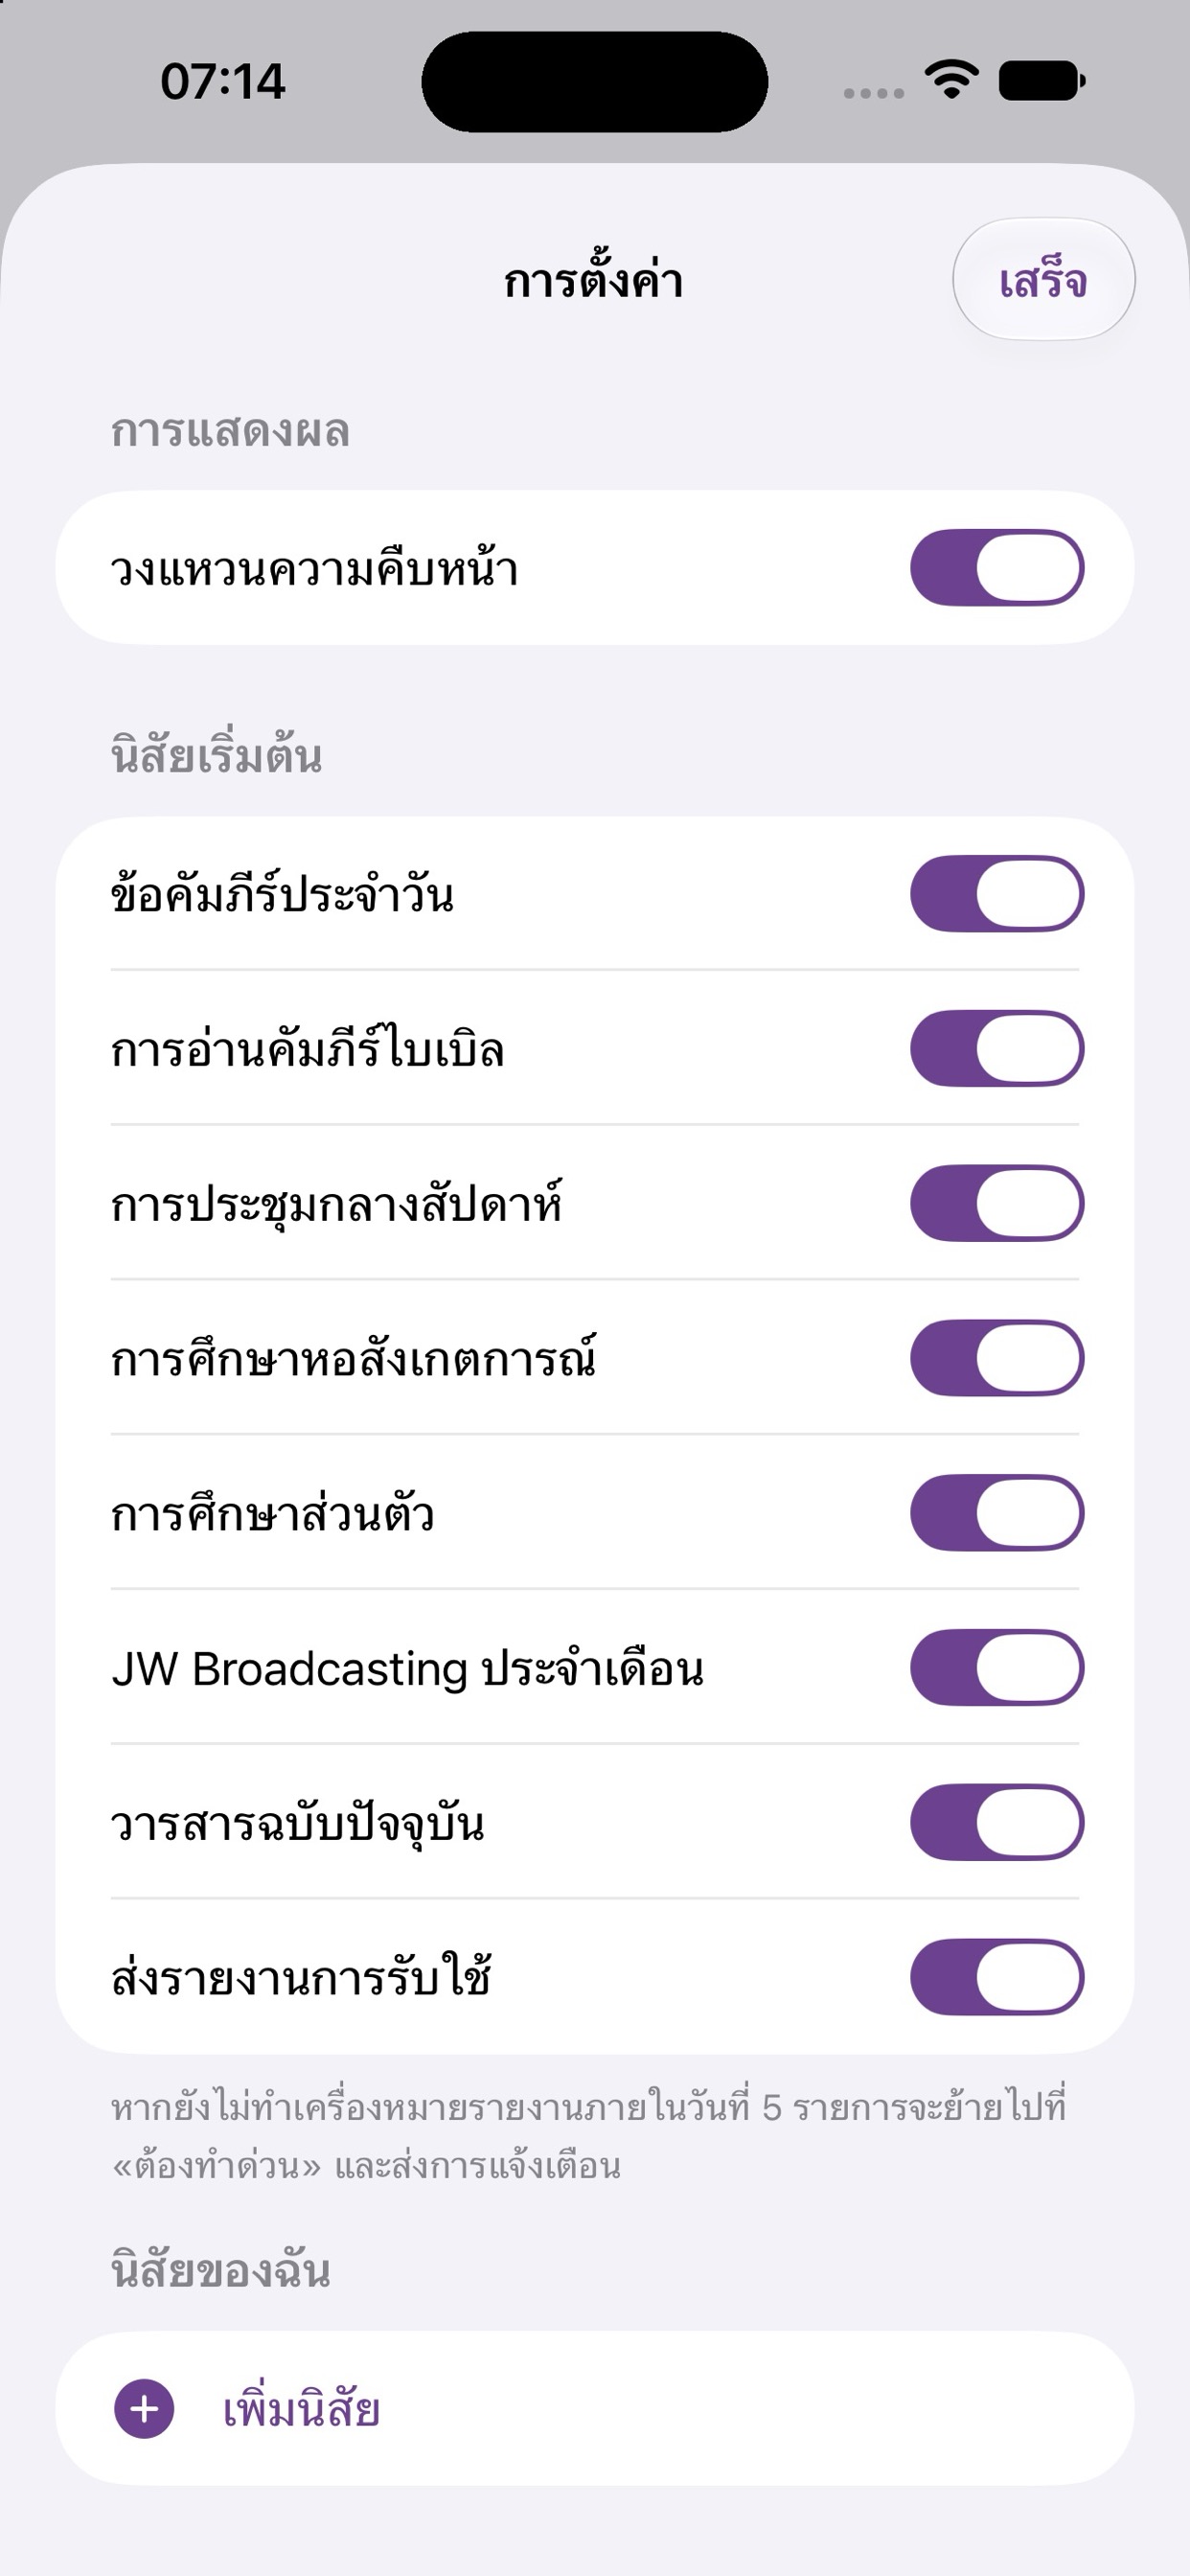 07:14
การตั้งค่า
เสร็จ
การแสดงผล
วงแหวนความคืบหน้า
นิสัยเริ่มต้น
ข้อคัมภีร์ประจำวัน
การอ่านคัมภีร์ไบเบิล
การประชุมกลางสัปดาห์
การศึกษาหอสังเกตการณ์
การศึกษาส่วนตัว
JW Broadcasting ประจำเดือน
วารสารฉบับปัจจุบัน
ส่งรายงานการรับใช้
หากยังไม่ทำเครื่องหมายรายงานภายในวันที่ 5 รายการจะย้ายไปที่
«ต้องทำด่วน» และส่งการแจ้งเตือน
นิสัยของฉัน
เพิ่มนิสัย